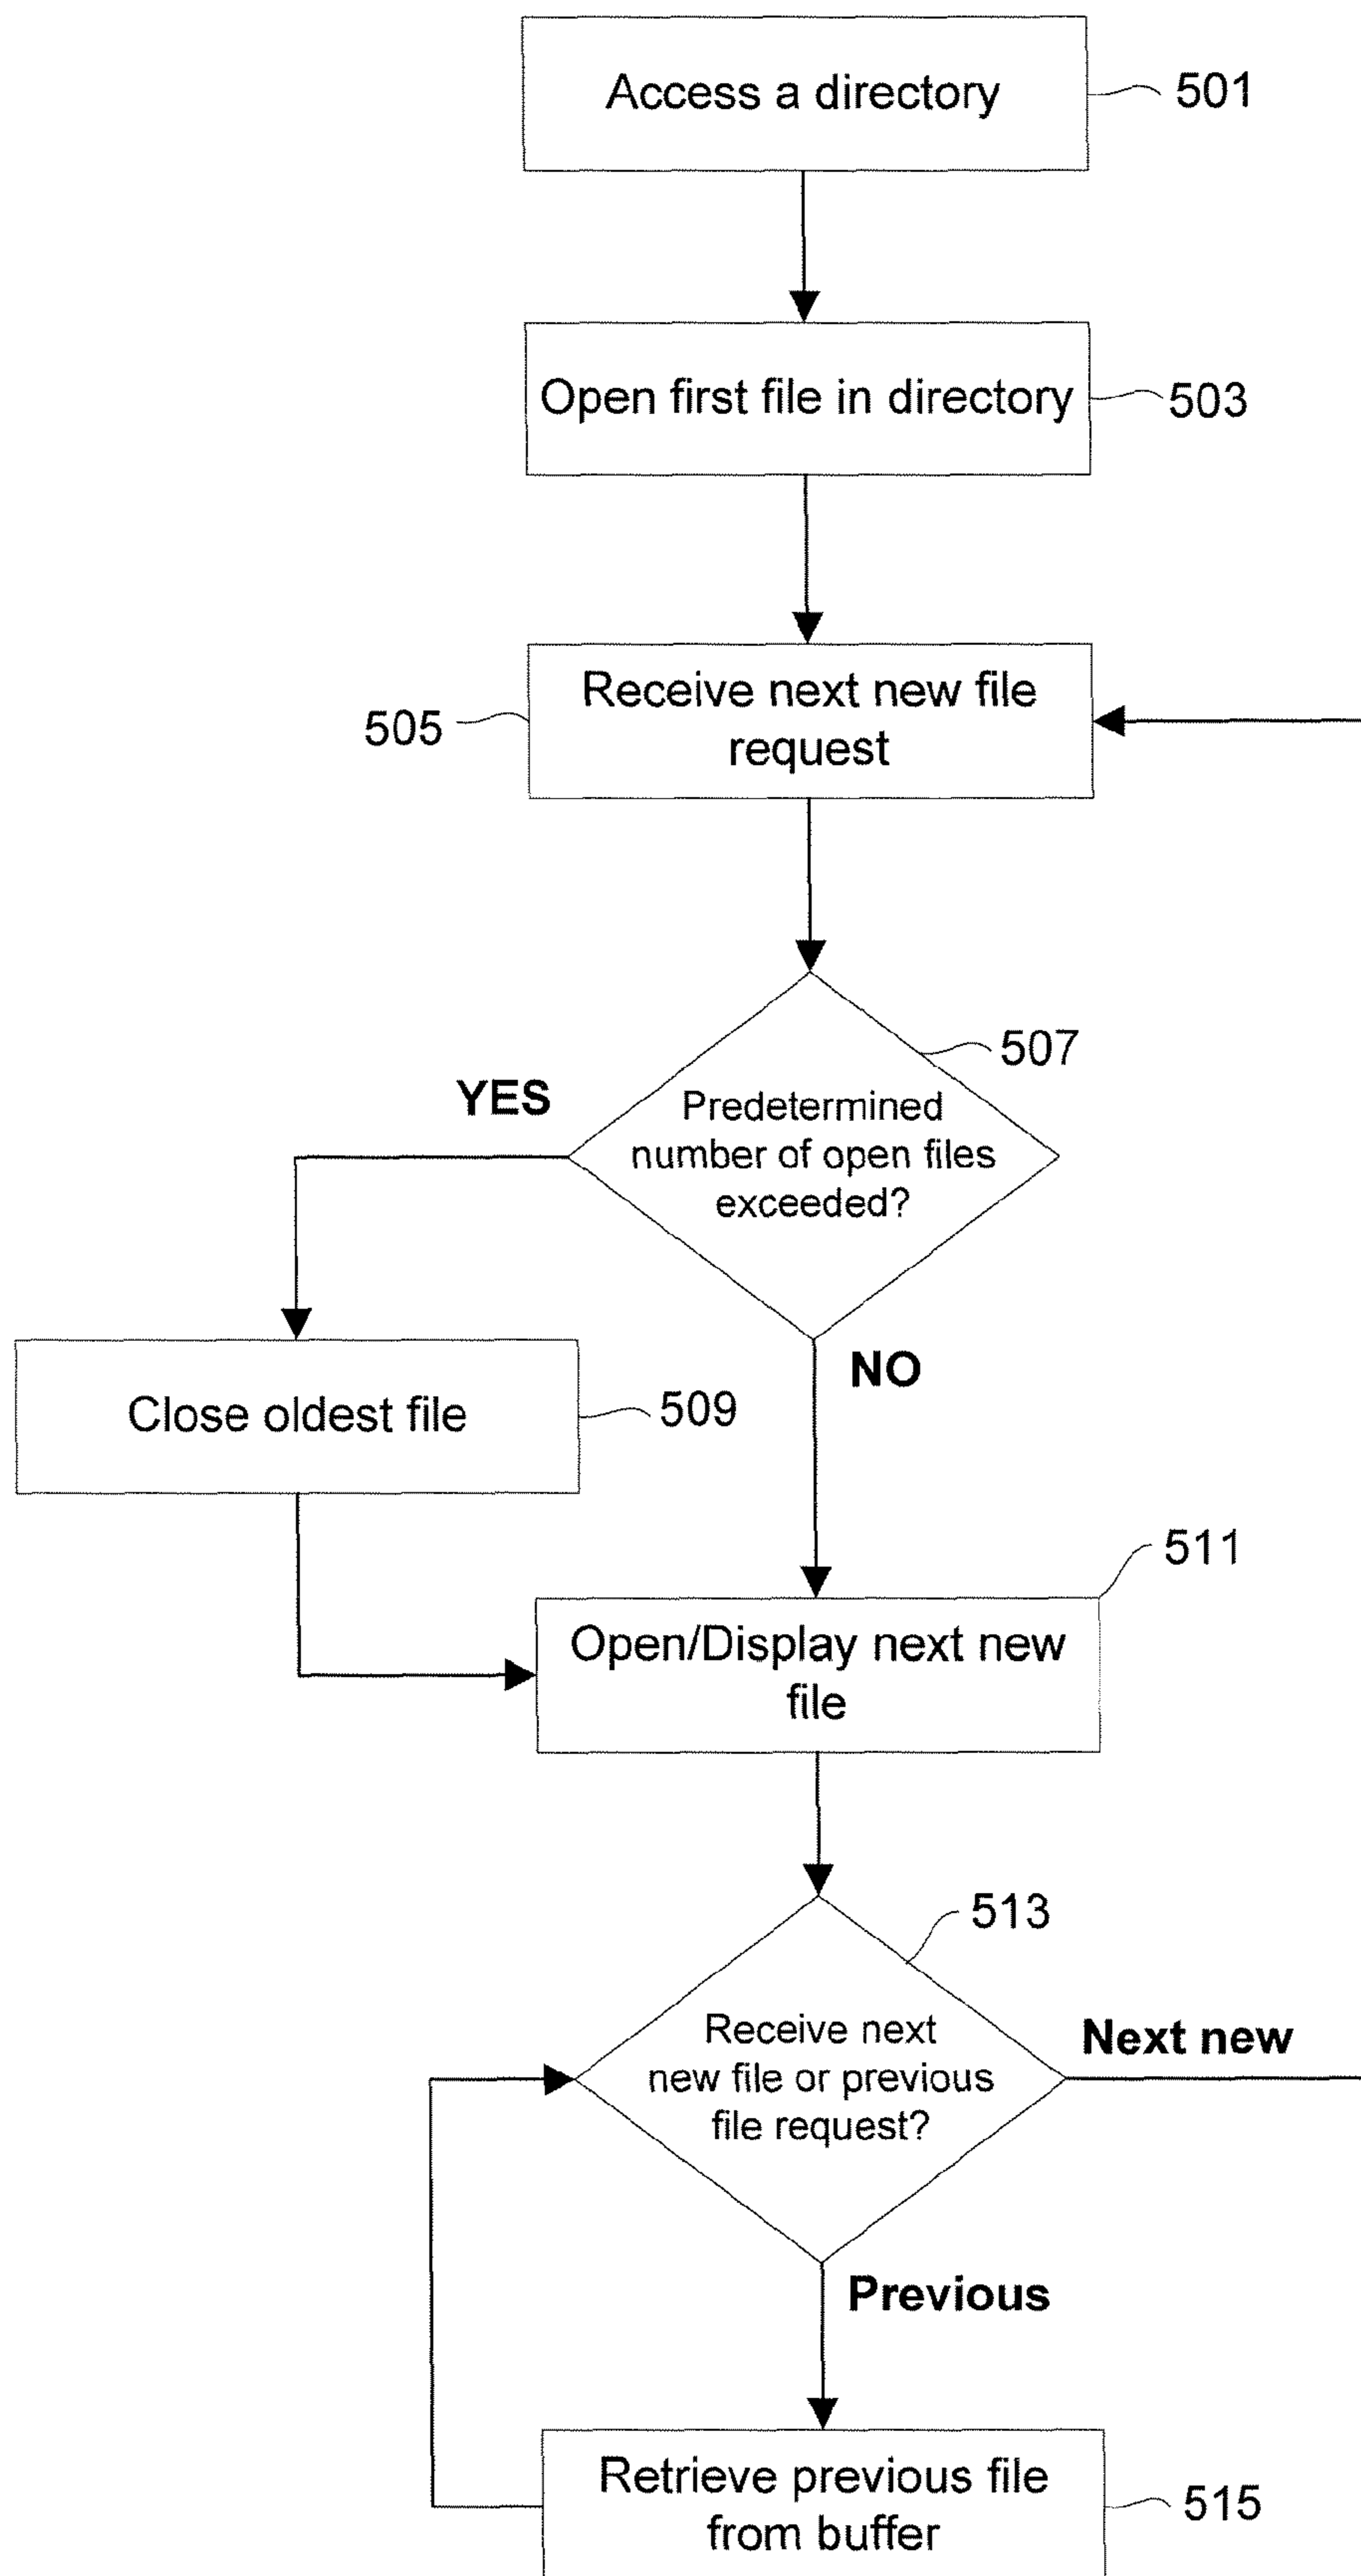 Access a directory
501
Open first file in directory
503
Receive next new file
request
505
507
Predetermined
number of open files
exceeded?
YES
NO
Close oldest file
509
511
Open/Display next new
file
513
Receive next
new file or previous
file request?
Next new
Previous
Retrieve previous file
from buffer
515